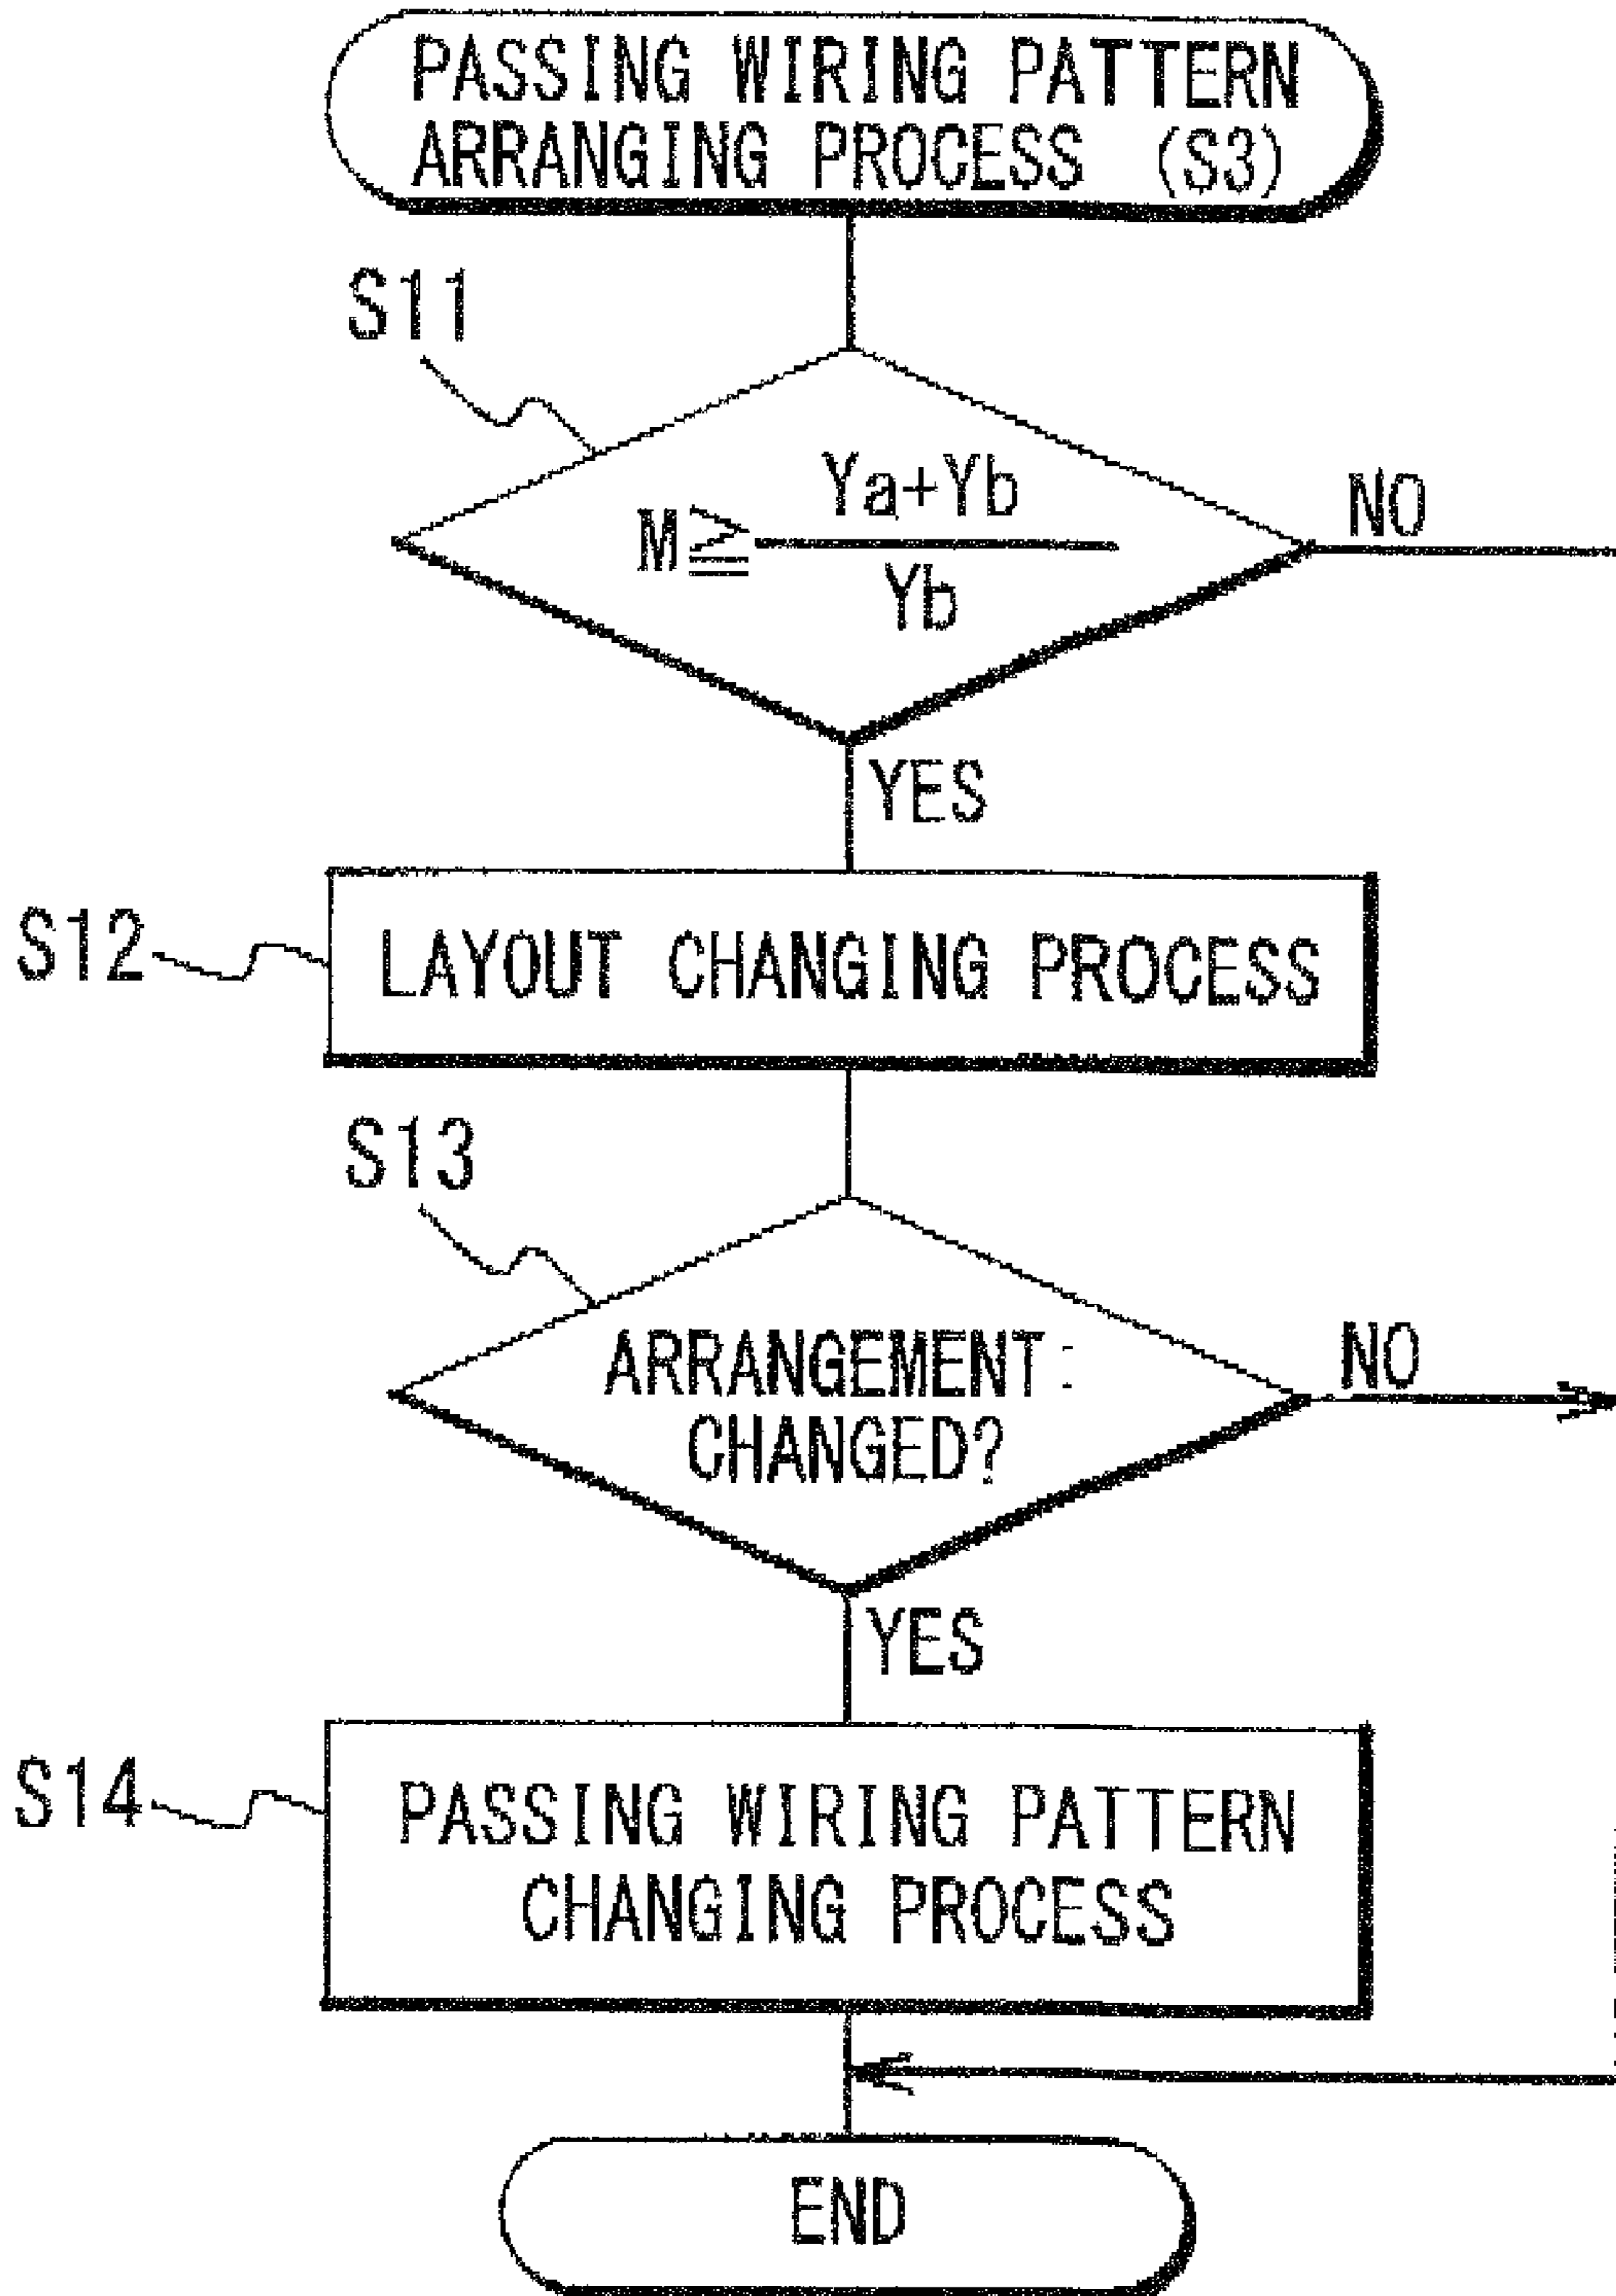 PASSING WIRING PATTERN
ARRANGING PROCESS (S3)
S11
M≧
Ya+Yb
Yb
NO
YES
S12
LAYOUT CHANGING PROCESS
S13
ARRANGEMENT:
CHANGED?
NO
YES
S14
PASSING WIRING PATTERN
CHANGING PROCESS
END